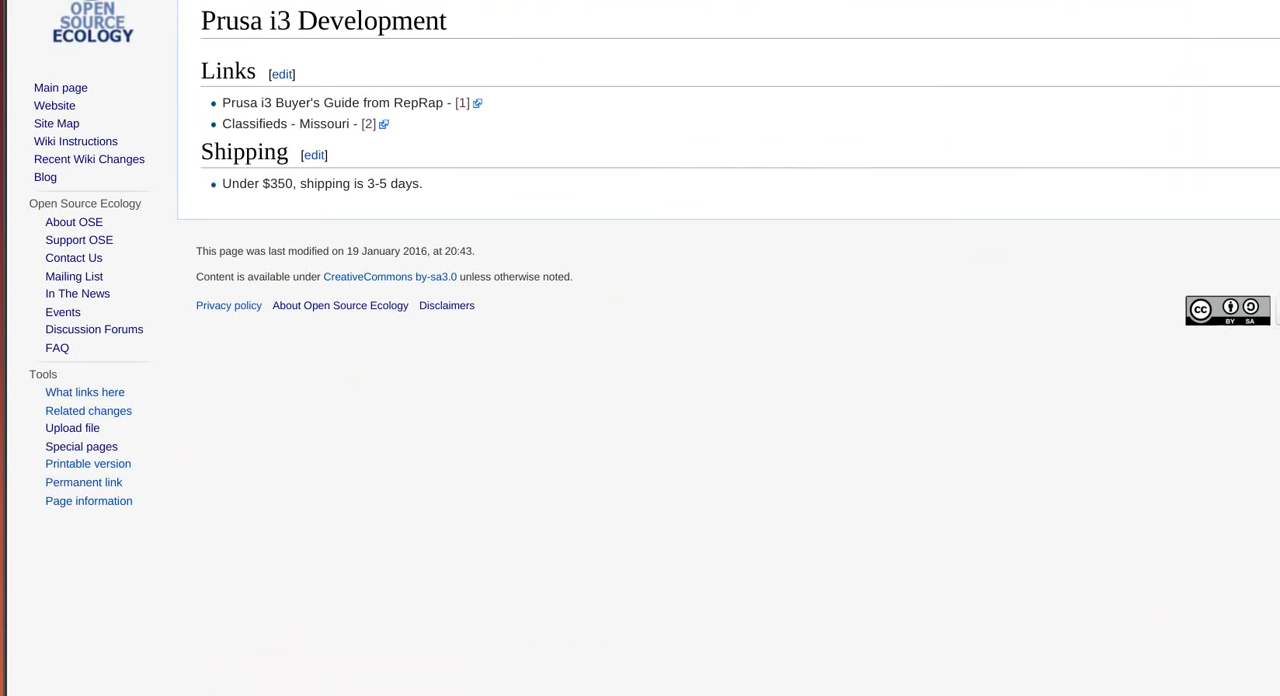 OPEN
SOURCE
ECOLOGY
Main page
Website
Site Map
Wiki Instructions
Recent Wiki Changes
Blog
Open Source Ecology
About OSE
Support OSE
Contact Us
Mailing List
In The News
Events
Discussion Forums
FAQ
Tools
What links here
Related changes
Upload file
Special pages
Printable version
Permanent link
Page information
Prusa i3 Development
Links [edit]
Prusa i3 Buyer's Guide from RepRap - [1]
Classifieds - Missouri - [2]
Shipping [edit]
Under $350, shipping is 3-5 days.
This page was last modified on 19 January 2016, at 20:43.
Content is available under CreativeCommons by-sa3.0 unless otherwise noted.
Privacy policy About Open Source Ecology Disclaimers
cc
BY SA